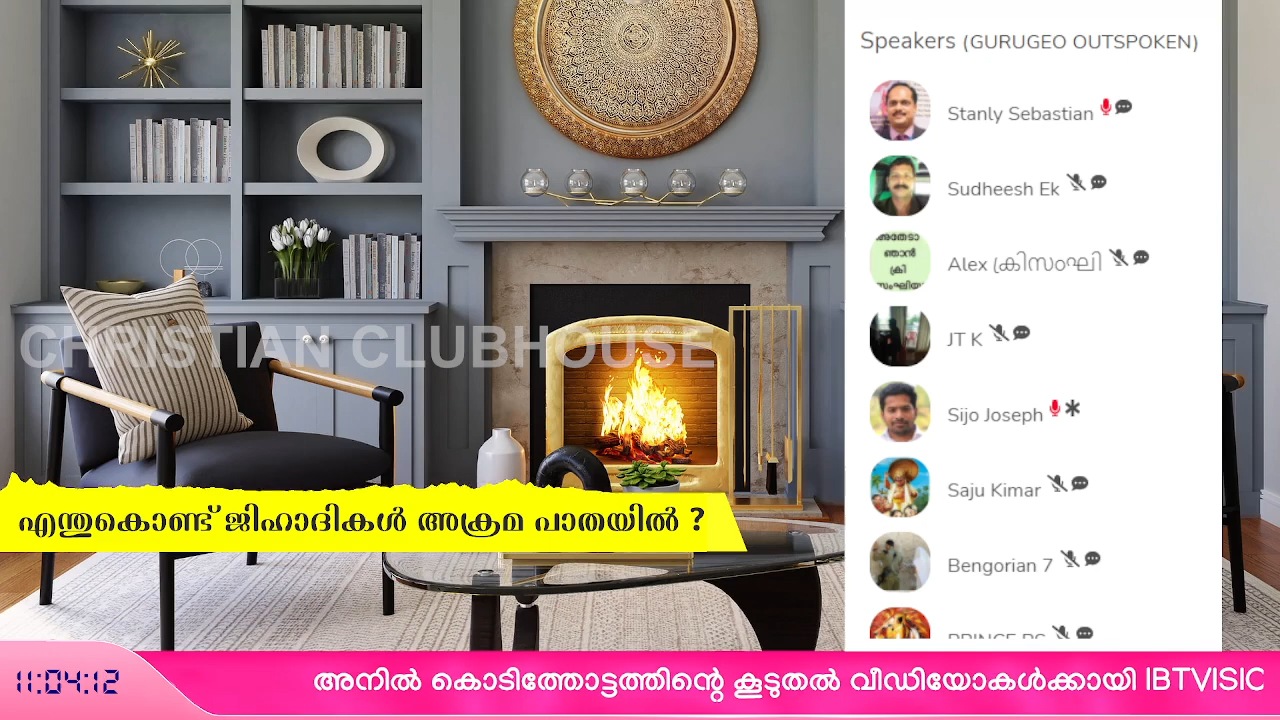 Speakers (GURUGEO OUTSPOKEN)
Stanly Sebastian
Sudheesh Ek
അതേടാ
ഞാൻ
ക്രി
Alex ക്രിസംഘി
JT K
Sijo Joseph
Saju Kimar
Bengorian 7
CHRISTIAN CLUBHOUSE
എന്തുകൊണ്ട് ജിഹാദികൾ അക്രമ പാതയിൽ ?
11:04:12
അനിൽ കൊടിത്തോട്ടത്തിന്റെ കൂടുതൽ വീഡിയോകൾക്കായി IBTVISIC